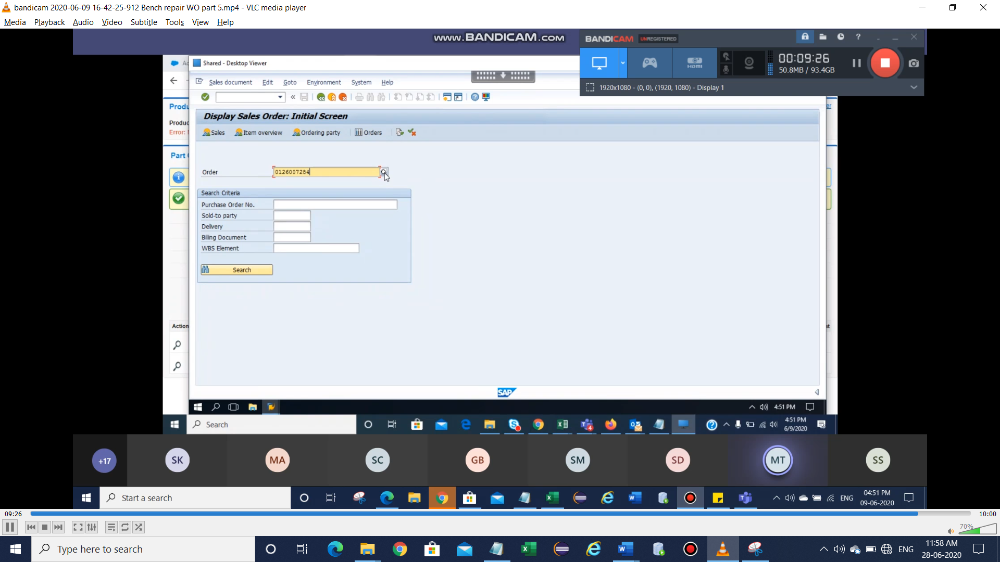 bandicam 2020-06-09 16-42-25-912 Bench repair WO part 5.mp4 - VLC media player
Media Playback Audio Video Subtitle Tools View Help
www.BANDICAM.com
BANDICAM UNREGISTERED
00:09:26
50.8MB / 93.4GB
HDMI
1920x1080 - (0, 0), (1920, 1080) - Display 1
Shared - Desktop Viewer
Sales document Edit Goto Environment System Help
Display Sales Order: Initial Screen
Sales Item overview Ordering party Orders
Order 0126007284
Search Criteria
Purchase Order No.
Sold-to party
Delivery
Billing Document
WBS Element
Search
Produ
Produc
Error:
Part
Action
SAP
4:51 PM
Search
4:51 PM
6/9/2020
+17 SK MA SC GB SM SD MT SS
Start a search
ENG
04:51 PM
09-06-2020
09:26
10:00
70%
Type here to search
ENG
11:58 AM
28-06-2020